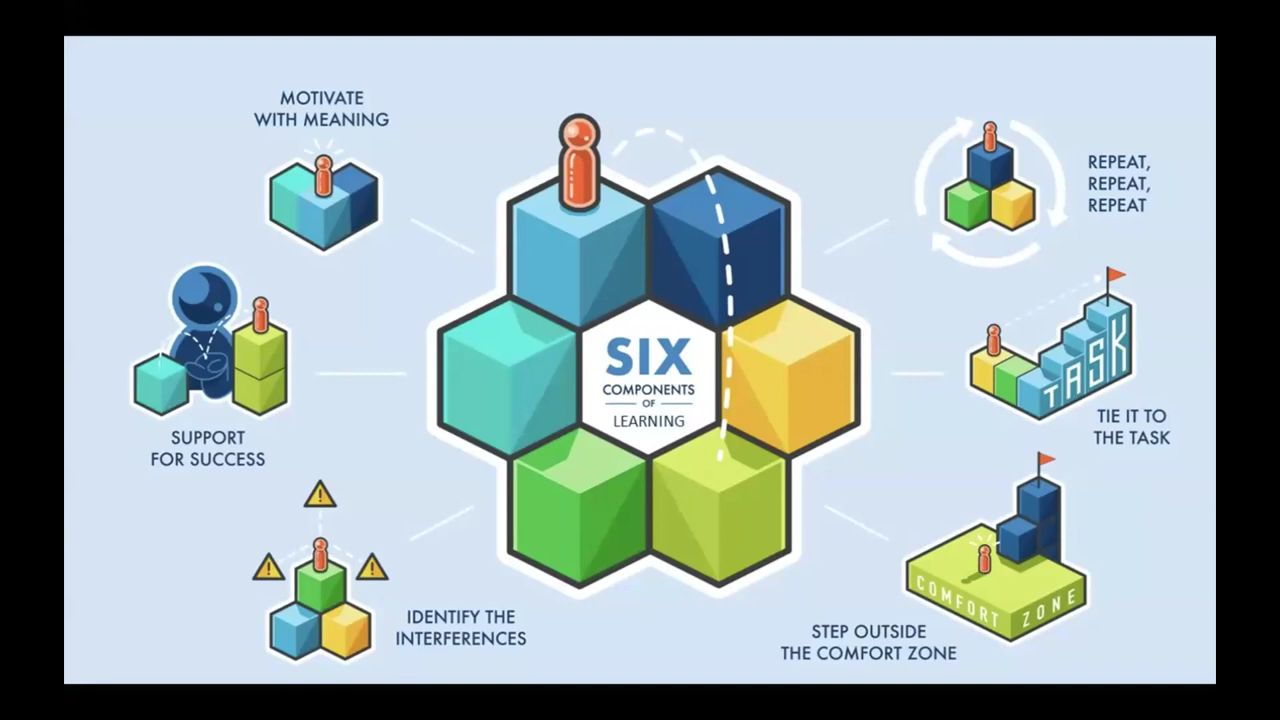 MOTIVATE
WITH MEANING
REPEAT,
REPEAT,
REPEAT
SIX
COMPONENTS
OF
LEARNING
SUPPORT
FOR SUCCESS
TASK
TIE IT TO
THE TASK
IDENTIFY THE
INTERFERENCES
COMFORT ZONE
STEP OUTSIDE
THE COMFORT ZONE